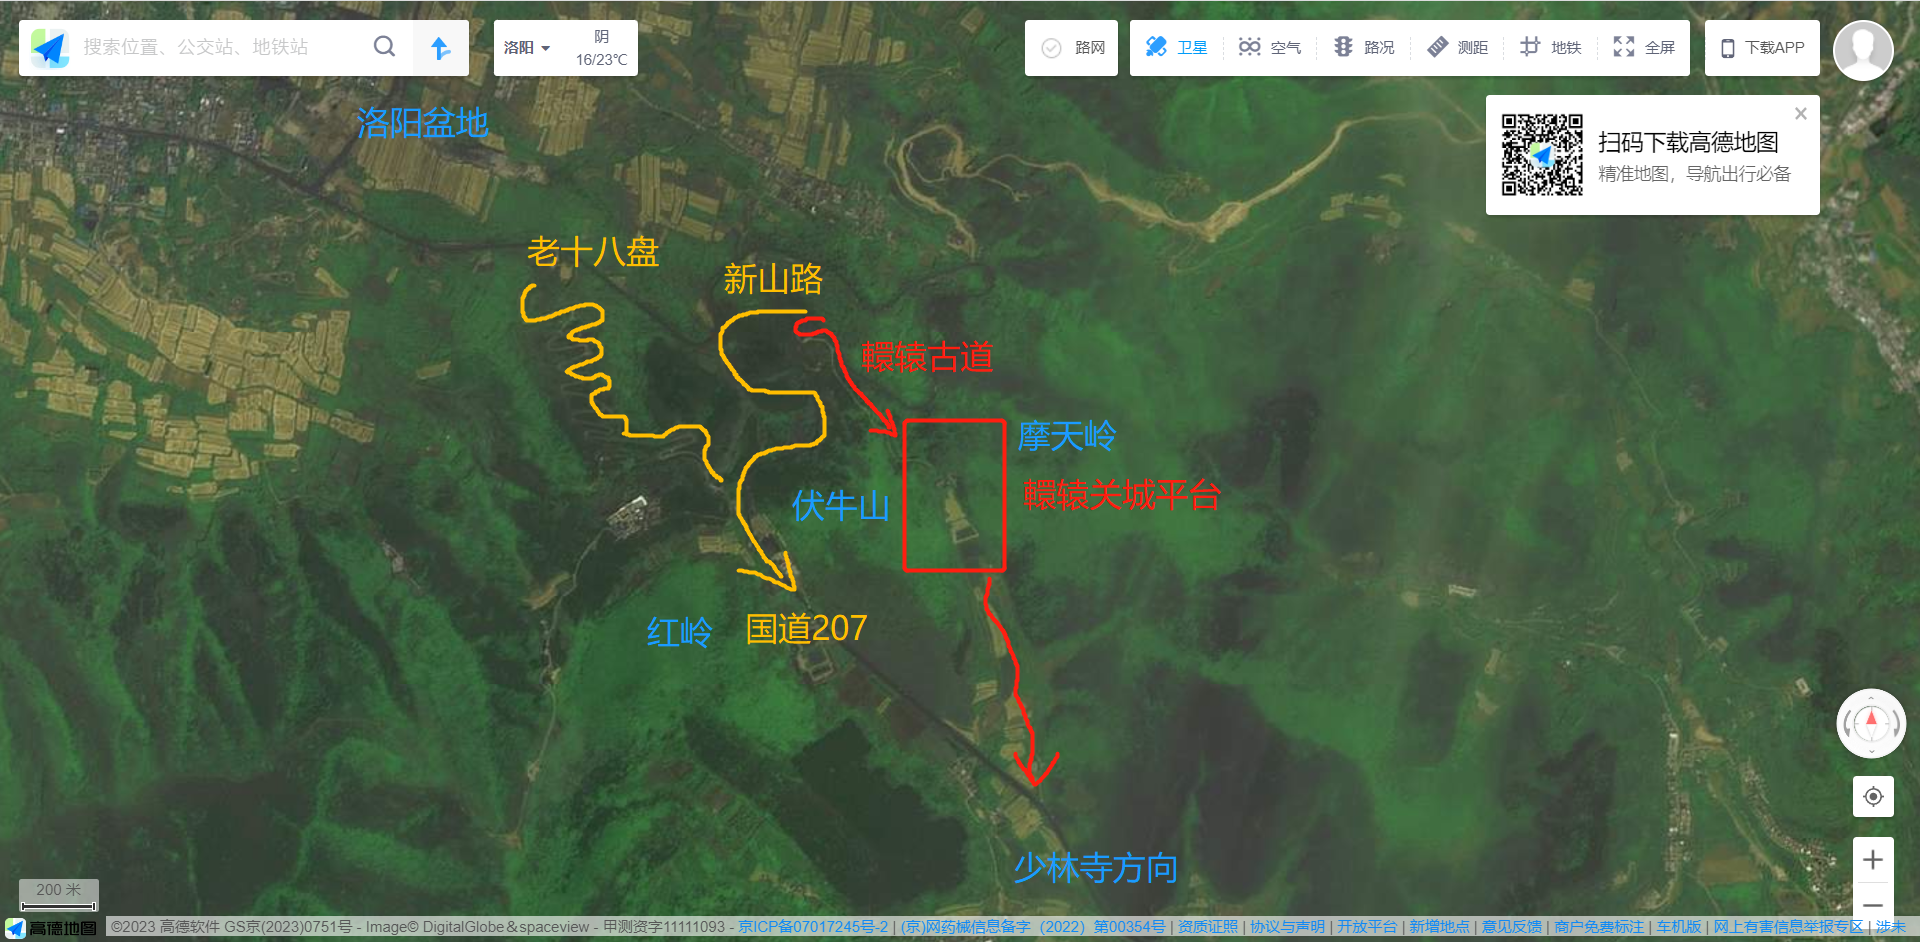 搜索位置、公交站、地铁站
洛阳
阴
16/23℃
路网
卫星
空气
路况
测距
地铁
全屏
下载APP
扫码下载高德地图
精准地图，导航出行必备
洛阳盆地
老十八盘
新山路
轘辕古道
摩天岭
轘辕关城平台
伏牛山
红岭
国道207
少林寺方向
200 米
高德地图
©2023 高德软件 GS京(2023)0751号 - Image© DigitalGlobe＆spaceview - 甲测资字11111093 - 京ICP备07017245号-2 | (京)网药械信息备字（2022）第00354号 | 资质证照 | 协议与声明 | 开放平台 | 新增地点 | 意见反馈 | 商户免费标注 | 车机版 | 网上有害信息举报专区 | 涉未